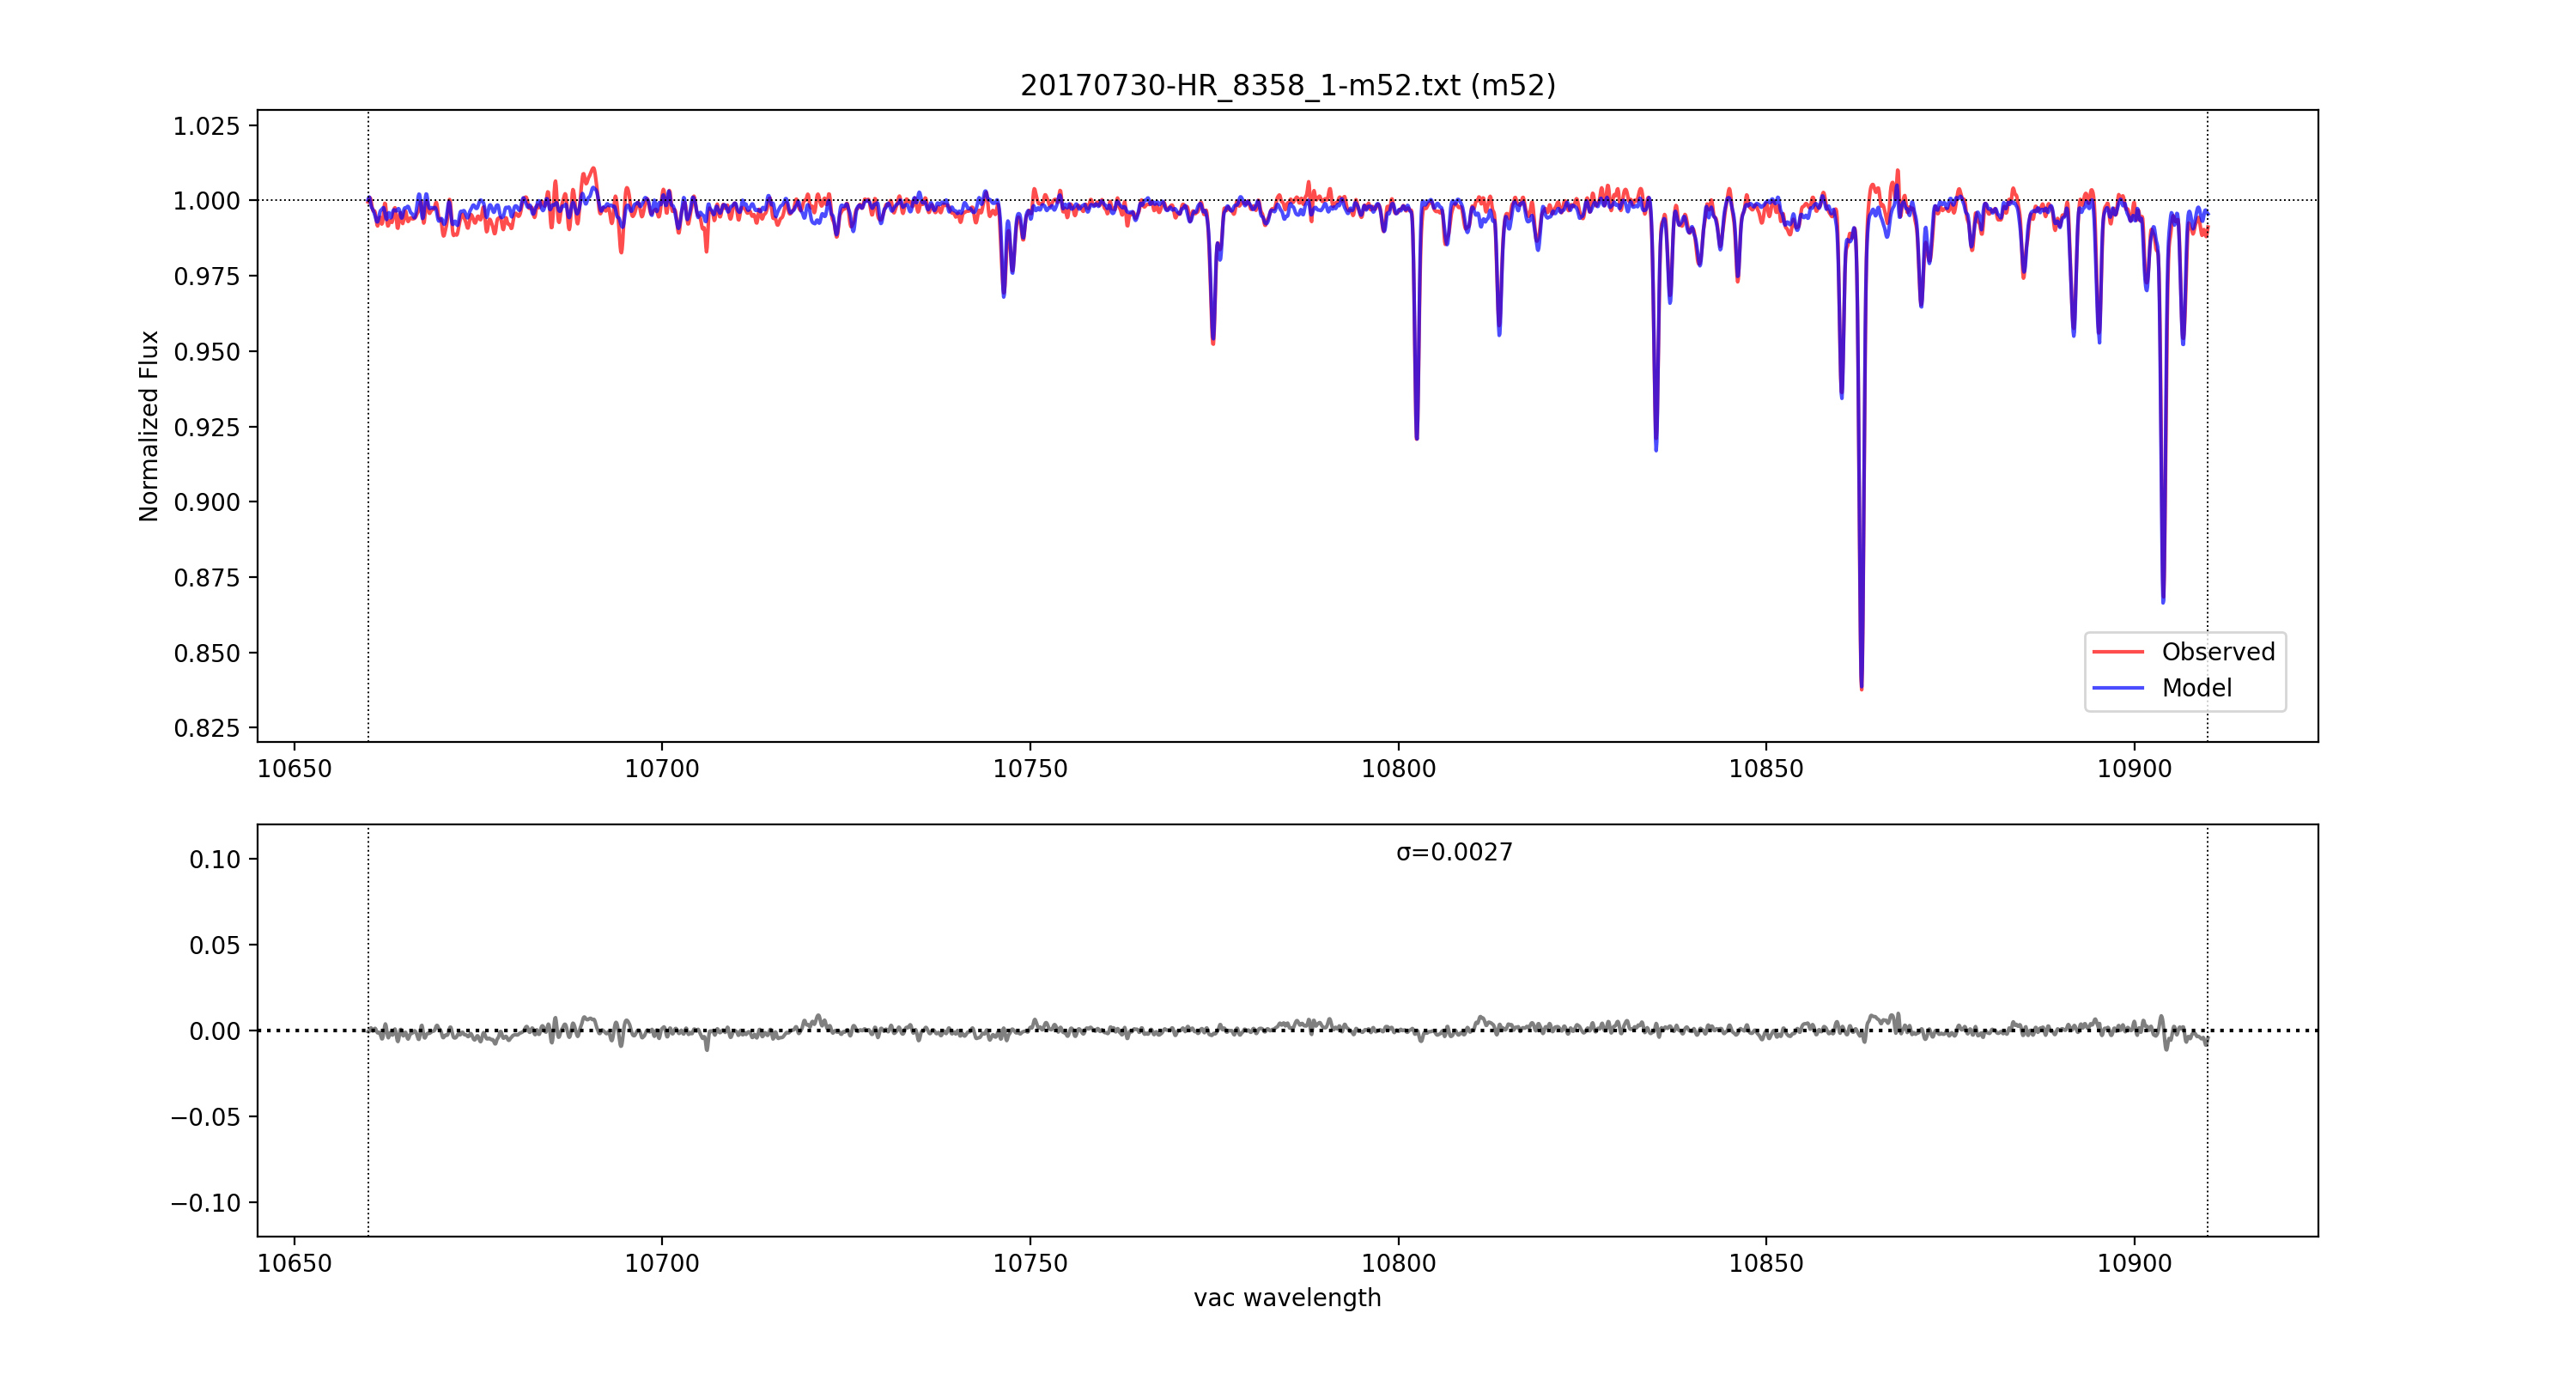 20170730-HR_8358_1-m52.txt (m52)
Normalized Flux
1.025
1.000
0.975
0.950
0.925
0.900
0.875
0.850
0.825
Observed
Model
10650 10700 10750 10800 10850 10900
σ=0.0027
0.10
0.05
0.00
−0.05
−0.10
10650 10700 10750 10800 10850 10900
vac wavelength